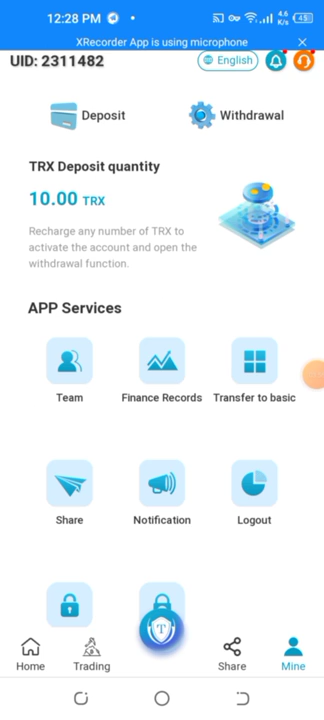 12:28 PM
4.6
K/s
49
XRecorder App is using microphone
UID: 2311482
English
Deposit
Withdrawal
TRX Deposit quantity
10.00 TRX
Recharge any number of TRX to
activate the account and open the
withdrawal function.
APP Services
Team
Finance Records
Transfer to basic
Share
Notification
Logout
T
Home
Trading
Share
Mine